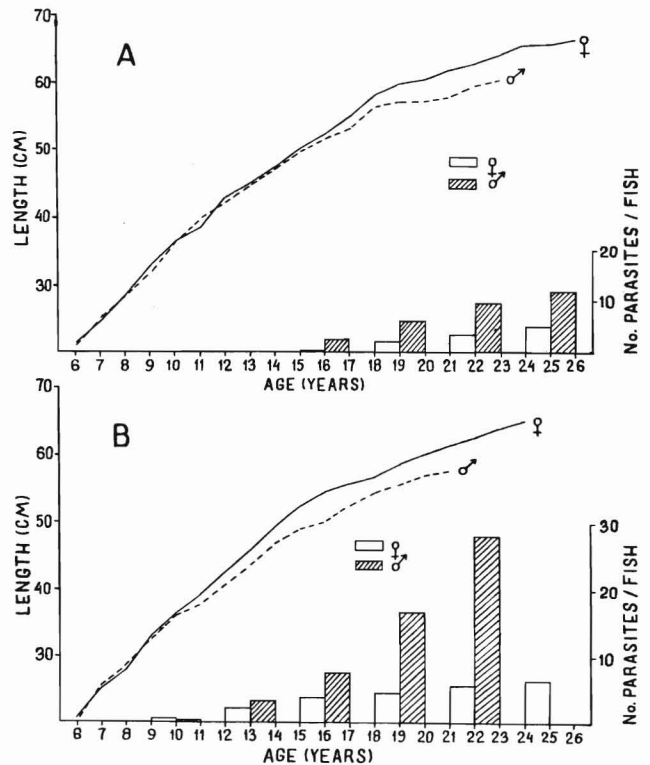 70
60
50
40
30
LENGTH (CM)
A
♀
♂
♀
♂
20
10
No. PARASITES / FISH
6 7 8 9 10 11 12 13 14 15 16 17 18 19 20 21 22 23 24 25 26
AGE (YEARS)
70
60
50
40
30
LENGTH (CM)
B
♀
♂
♀
♂
30
20
10
No. PARASITES / FISH
6 7 8 9 10 11 12 13 14 15 16 17 18 19 20 21 22 23 24 25 26
AGE (YEARS)